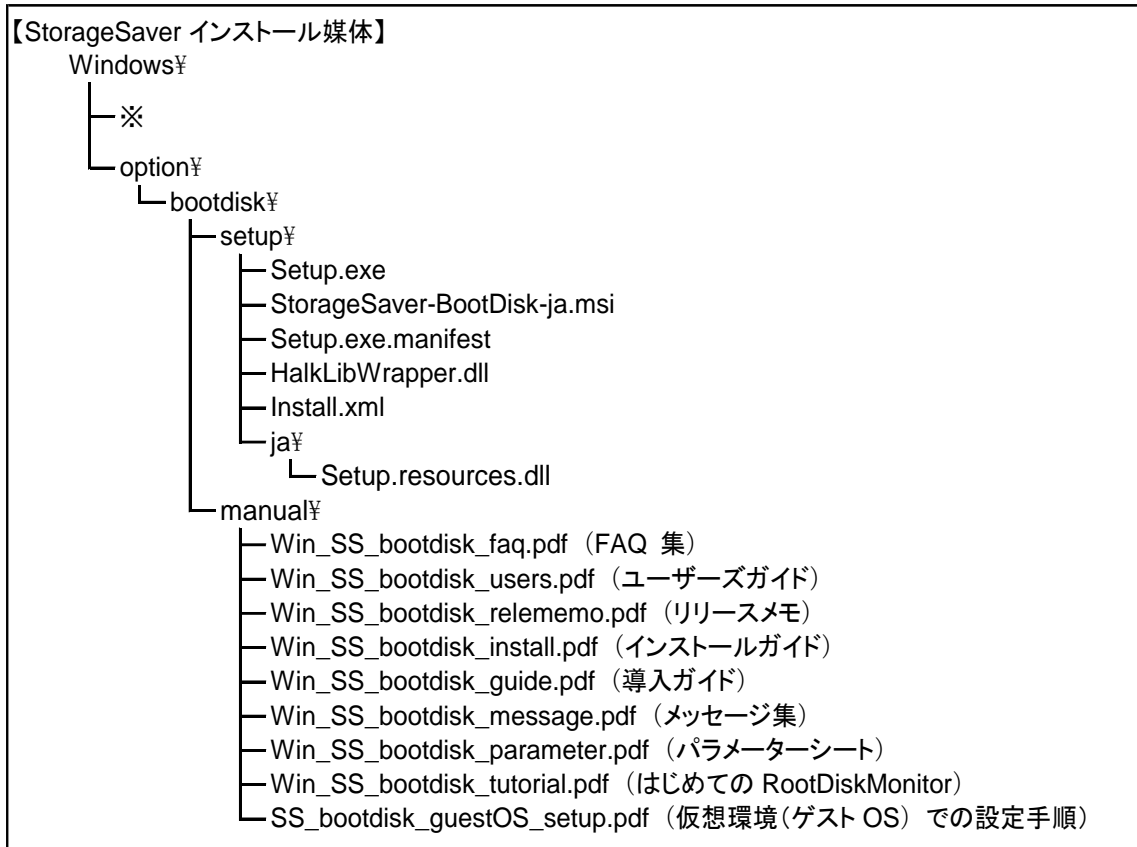 【StorageSaver インストール媒体】
Windows¥
※
option¥
bootdisk¥
setup¥
Setup.exe
StorageSaver-BootDisk-ja.msi
Setup.exe.manifest
HalkLibWrapper.dll
Install.xml
ja¥
Setup.resources.dll
manual¥
Win_SS_bootdisk_faq.pdf（FAQ 集）
Win_SS_bootdisk_users.pdf（ユーザーズガイド）
Win_SS_bootdisk_relememo.pdf（リリースメモ）
Win_SS_bootdisk_install.pdf（インストールガイド）
Win_SS_bootdisk_guide.pdf（導入ガイド）
Win_SS_bootdisk_message.pdf（メッセージ集）
Win_SS_bootdisk_parameter.pdf（パラメーターシート）
Win_SS_bootdisk_tutorial.pdf（はじめての RootDiskMonitor）
SS_bootdisk_guestOS_setup.pdf（仮想環境（ゲスト OS）での設定手順）